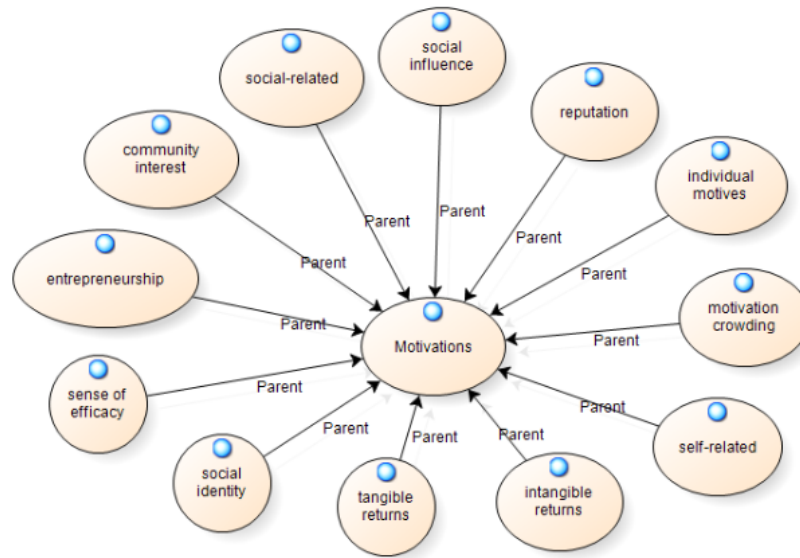 social
influence
social-related
reputation
community
interest
individual
motives
Parent
Parent
Parent
Parent
Parent
entrepreneurship
motivation
crowding
Parent
Motivations
Parent
Parent
sense of
efficacy
Parent
Parent
Parent
Parent
self-related
social
identity
tangible
returns
intangible
returns